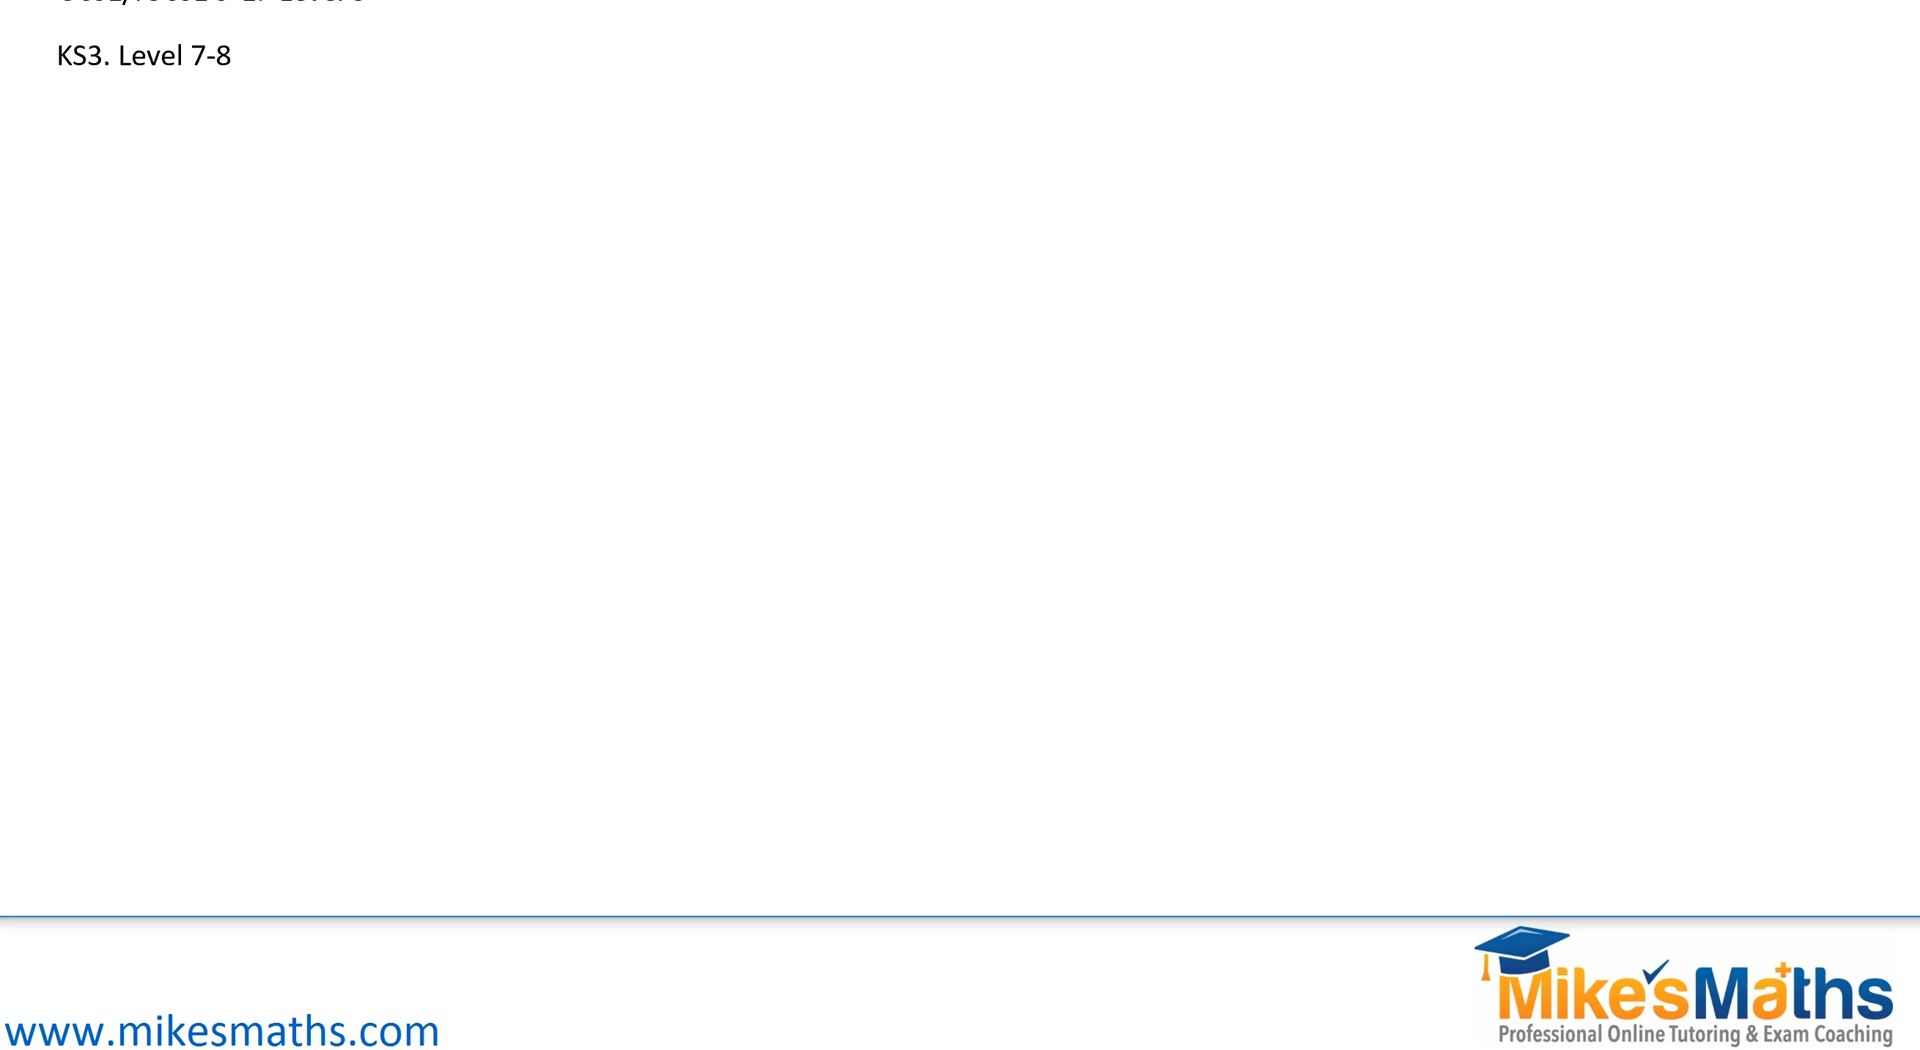 KS3. Level 7-8
www.mikesmaths.com
Mike's Maths
Professional Online Tutoring & Exam Coaching